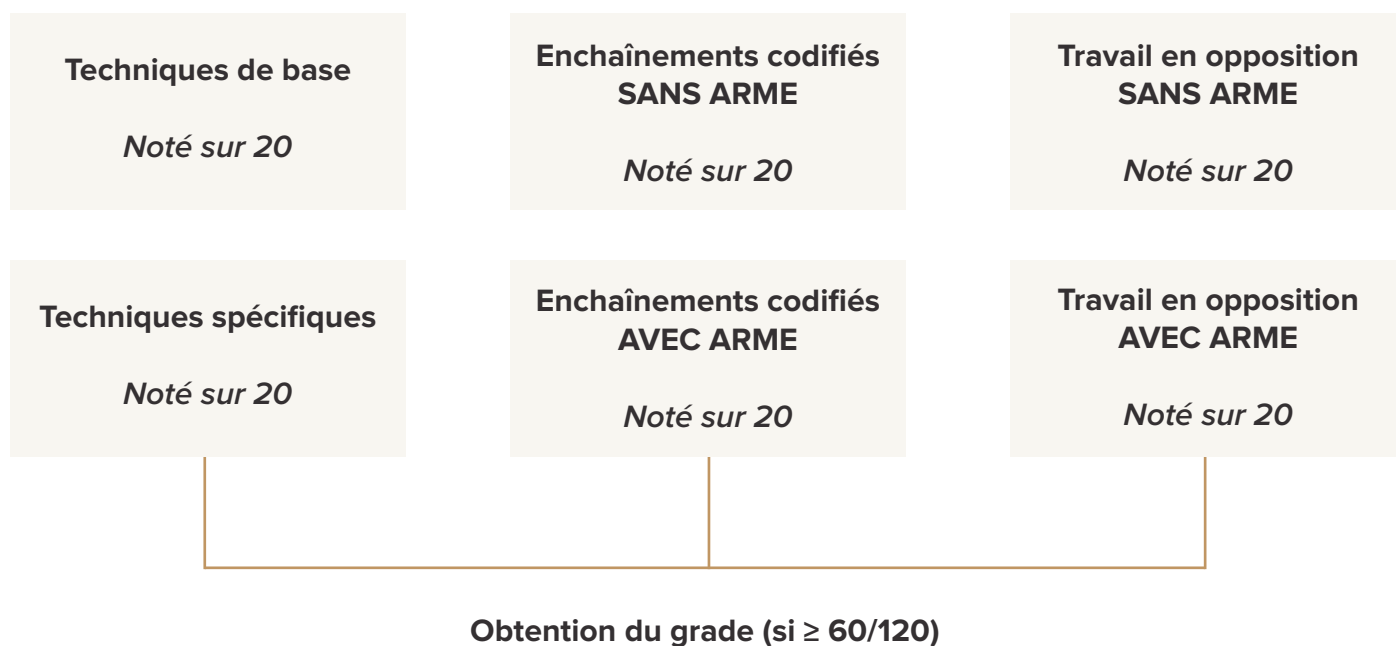 Techniques de base
Noté sur 20
Enchaînements codifiés
SANS ARME
Noté sur 20
Travail en opposition
SANS ARME
Noté sur 20
Techniques spécifiques
Noté sur 20
Enchaînements codifiés
AVEC ARME
Noté sur 20
Travail en opposition
AVEC ARME
Noté sur 20
Obtention du grade (si ≥ 60/120)